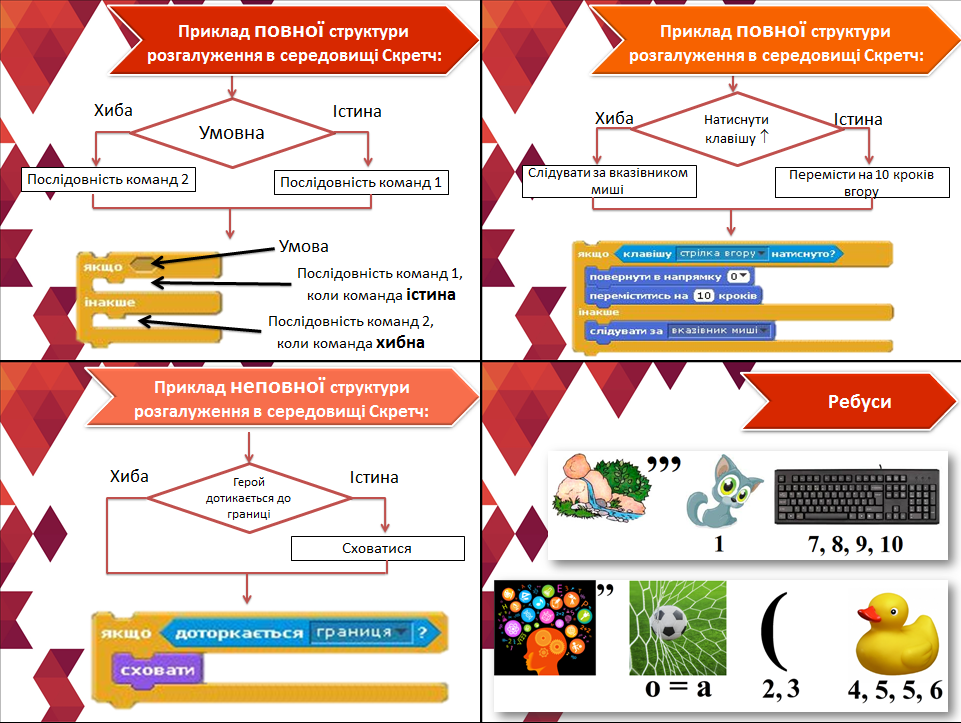 Приклад повної структури
розгалуження в середовищі Скретч:
Хиба
Істина
Умовна
Послідовність команд 2
Послідовність команд 1
Умова
якщо
Послідовність команд 1,
коли команда істина
інакше
Послідовність команд 2,
коли команда хибна
Приклад повної структури
розгалуження в середовищі Скретч:
Хиба
Істина
Натиснути
клавішу ↑
Слідувати за вказівником
миші
Перемісти на 10 кроків
вгору
якщо клавішу стрілка вгору натиснуто?
повернути в напрямку 0
переміститись на 10 кроків
інакше
слідувати за вказівник миші
Приклад неповної структури
розгалуження в середовищі Скретч:
Хиба
Істина
Герой
дотикається до
границі
Сховатися
якщо доторкається границя ?
сховати
Ребуси
,,,
1
7, 8, 9, 10
,,
(
о = а
2, 3
4, 5, 5, 6